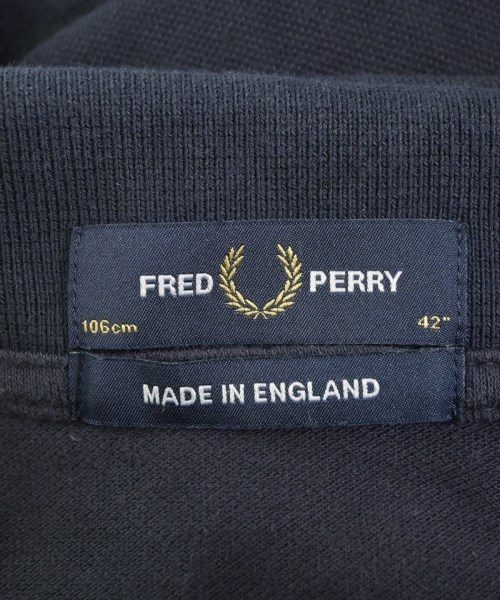 FRED PERRY
106cm 42"
MADE IN ENGLAND